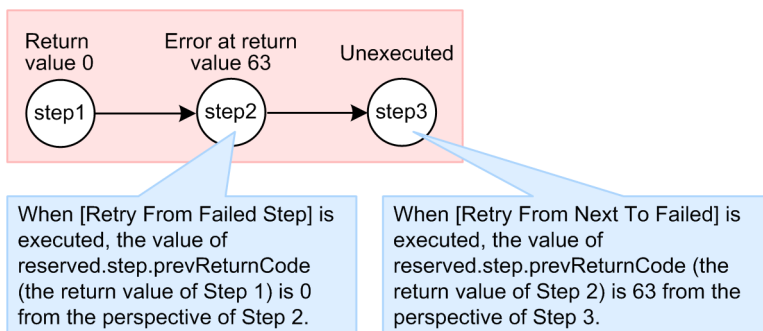 Return
value 0
Error at return
value 63
Unexecuted
step1
step2
step3
When [Retry From Failed Step] is
executed, the value of
reserved.step.prevReturnCode
(the return value of Step 1) is 0
from the perspective of Step 2.
When [Retry From Next To Failed] is
executed, the value of
reserved.step.prevReturnCode (the
return value of Step 2) is 63 from the
perspective of Step 3.